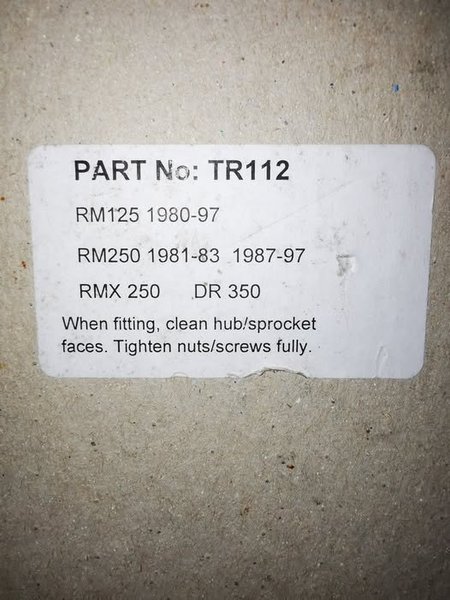 PART No: TR112
RM125 1980-97
RM250 1981-83 1987-97
RMX 250 DR 350
When fitting, clean hub/sprocket
faces. Tighten nuts/screws fully.